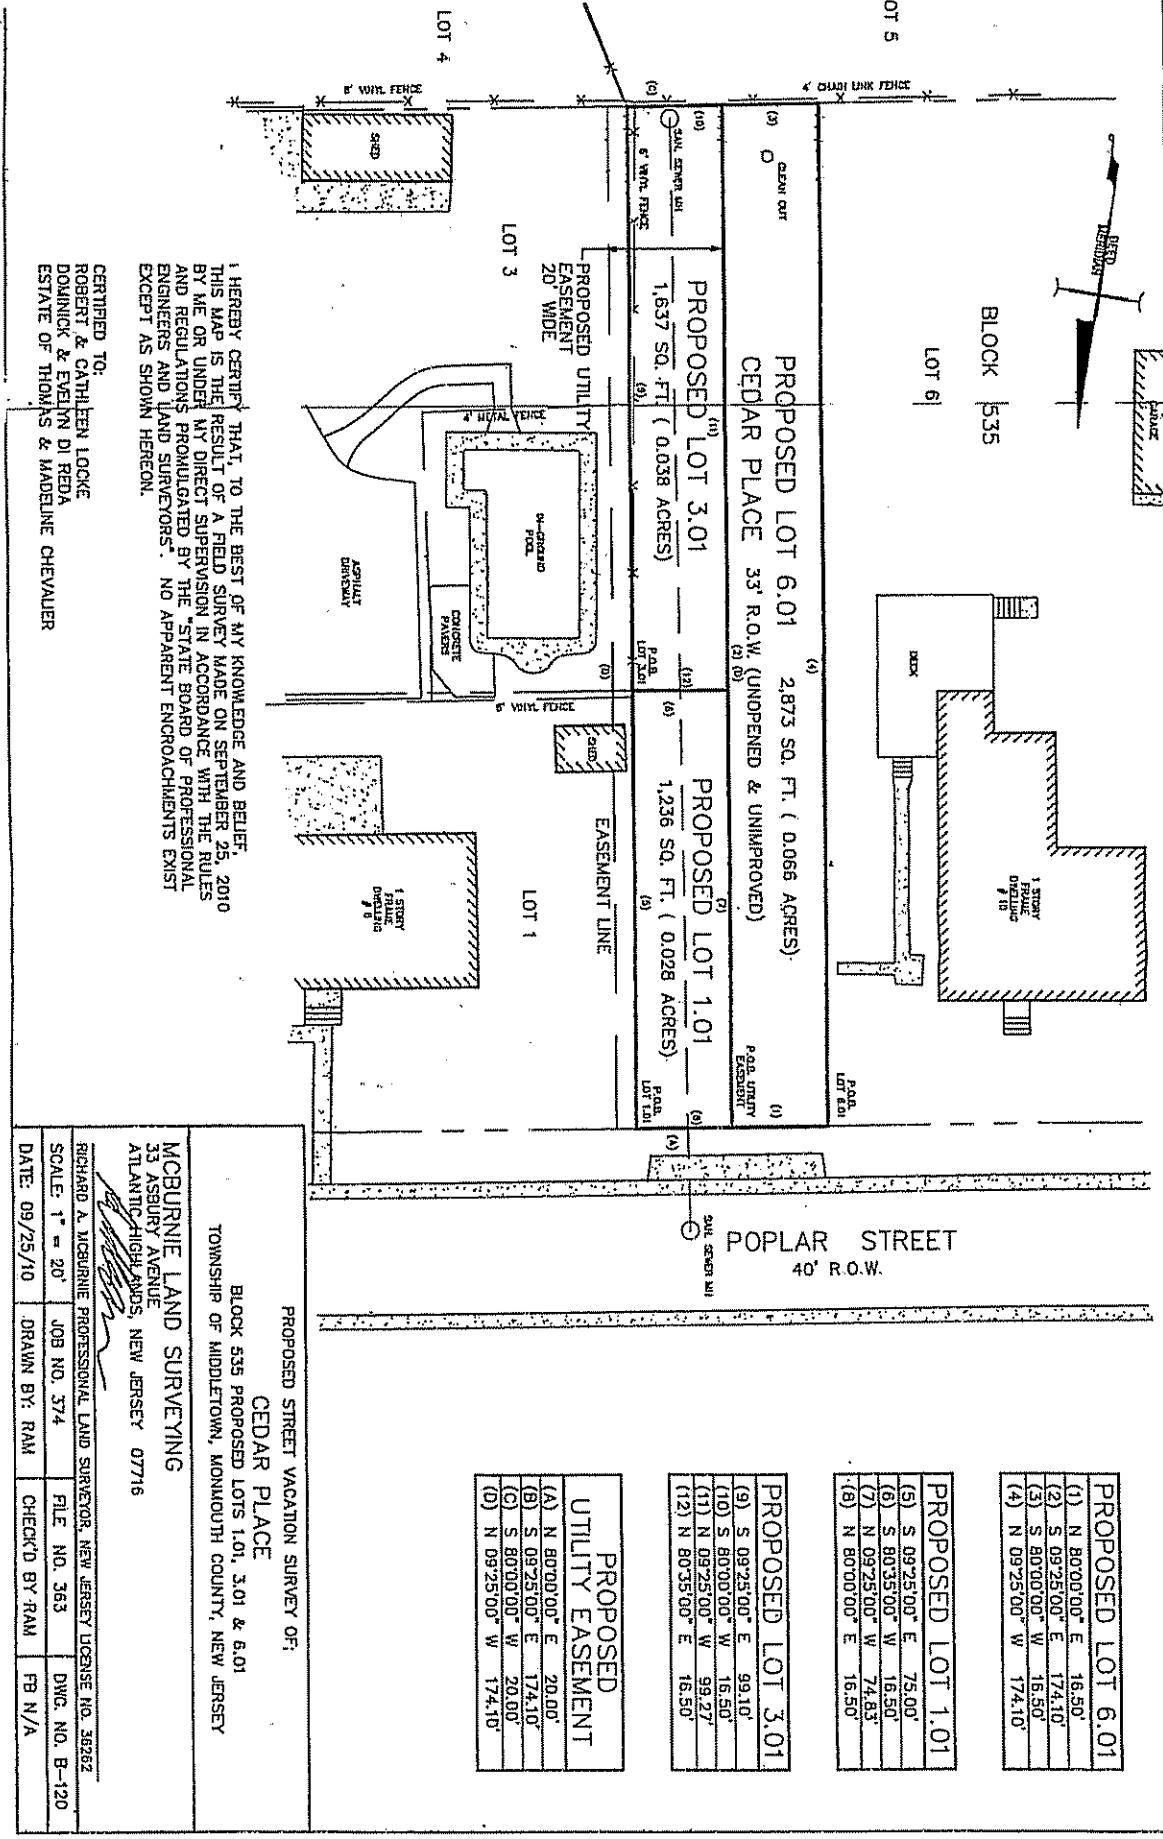 LOT 5
LOT 4
4' CHAIN LINK FENCE
6' VINYL FENCE
(C)
(10)
(3)
CLEAN OUT
SAN. SEWER MH
6' VINYL FENCE
SHED
DEED
MERIDIAN
GARAGE
BLOCK 535
LOT 6
LOT 3
PROPOSED UTILITY
EASEMENT
20' WIDE
PROPOSED LOT 6.01 2,873 SQ. FT. ( 0.066 ACRES)
CEDAR PLACE 33' R.O.W. (UNOPENED & UNIMPROVED)
(4)
(2) (B)
PROPOSED LOT 3.01
1,637 SQ. FT. ( 0.038 ACRES)
(11)
(9)
4' METAL FENCE
IN-GROUND
POOL
CONCRETE
PAVERS
ASPHALT
DRIVEWAY
P.O.B.
LOT 3.01
(12)
(D)
(6)
6' VINYL FENCE
SHED
DECK
1 STORY
FRAME
DWELLING
# 10
PROPOSED LOT 1.01
1,236 SQ. FT. ( 0.028 ACRES)
(7)
(5)
EASEMENT LINE
LOT 1
1 STORY
FRAME
DWELLING
P.O.B.
LOT 6.01
P.O.B. UTILITY
EASEMENT
(1)
P.O.B.
LOT 1.01
(8)
(A)
SAN. SEWER MH
POPLAR STREET
40' R.O.W.
I HEREBY CERTIFY THAT, TO THE BEST OF MY KNOWLEDGE AND BELIEF,
THIS MAP IS THE RESULT OF A FIELD SURVEY MADE ON SEPTEMBER 25, 2010
BY ME OR UNDER MY DIRECT SUPERVISION IN ACCORDANCE WITH THE RULES
AND REGULATIONS PROMULGATED BY THE "STATE BOARD OF PROFESSIONAL
ENGINEERS AND LAND SURVEYORS". NO APPARENT ENCROACHMENTS EXIST
EXCEPT AS SHOWN HEREON.
CERTIFIED TO:
ROBERT & CATHLEEN LOCKE
DOMINICK & EVELYN DI REDA
ESTATE OF THOMAS & MADELINE CHEVALIER
PROPOSED LOT 6.01
(1) N 80°00'00" E 16.50'
(2) S 09°25'00" E 174.10'
(3) S 80°00'00" W 16.50'
(4) N 09°25'00" W 174.10'
PROPOSED LOT 1.01
(5) S 09°25'00" E 75.00'
(6) S 80°35'00" W 16.50'
(7) N 09°25'00" W 74.83'
(8) N 80°00'00" E 16.50'
PROPOSED LOT 3.01
(9) S 09°25'00" E 99.10'
(10) S 80°00'00" W 16.50'
(11) N 09°25'00" W 99.27'
(12) N 80°35'00" E 16.50'
PROPOSED
UTILITY EASEMENT
(A) N 80°00'00" E 20.00'
(B) S 09°25'00" E 174.10'
(C) S 80°00'00" W 20.00'
(D) N 09°25'00" W 174.10'
PROPOSED STREET VACATION SURVEY OF:
CEDAR PLACE
BLOCK 535 PROPOSED LOTS 1.01, 3.01 & 6.01
TOWNSHIP OF MIDDLETOWN, MONMOUTH COUNTY, NEW JERSEY
MCBURNIE LAND SURVEYING
33 ASBURY AVENUE
ATLANTIC HIGHLANDS, NEW JERSEY 07716
RICHARD A. MCBURNIE PROFESSIONAL LAND SURVEYOR, NEW JERSEY LICENSE NO. 36262
SCALE: 1" = 20' JOB NO. 374 FILE NO. 363 DWG. NO. B-120
DATE: 09/25/10 DRAWN BY: RAM CHECK'D BY: RAM FB N/A